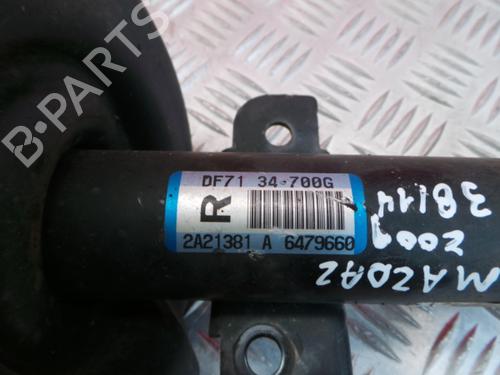 B-PARTS
DF71 34-700G
R
2A21381 A 6479660
MAZDA2
2009
38114